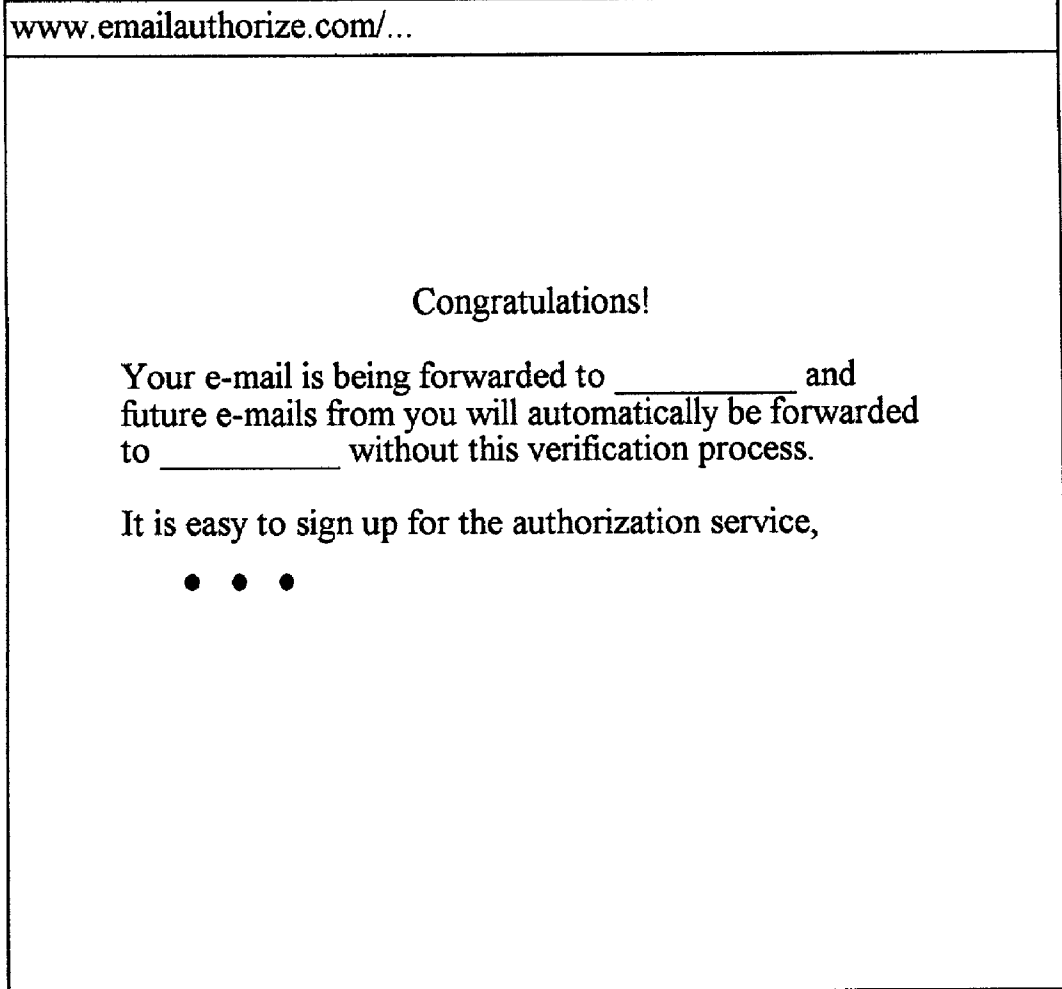 www.emailauthorize.com/...
Congratulations!
Your e-mail is being forwarded to __________ and
future e-mails from you will automatically be forwarded
to __________ without this verification process.
It is easy to sign up for the authorization service,
• • •